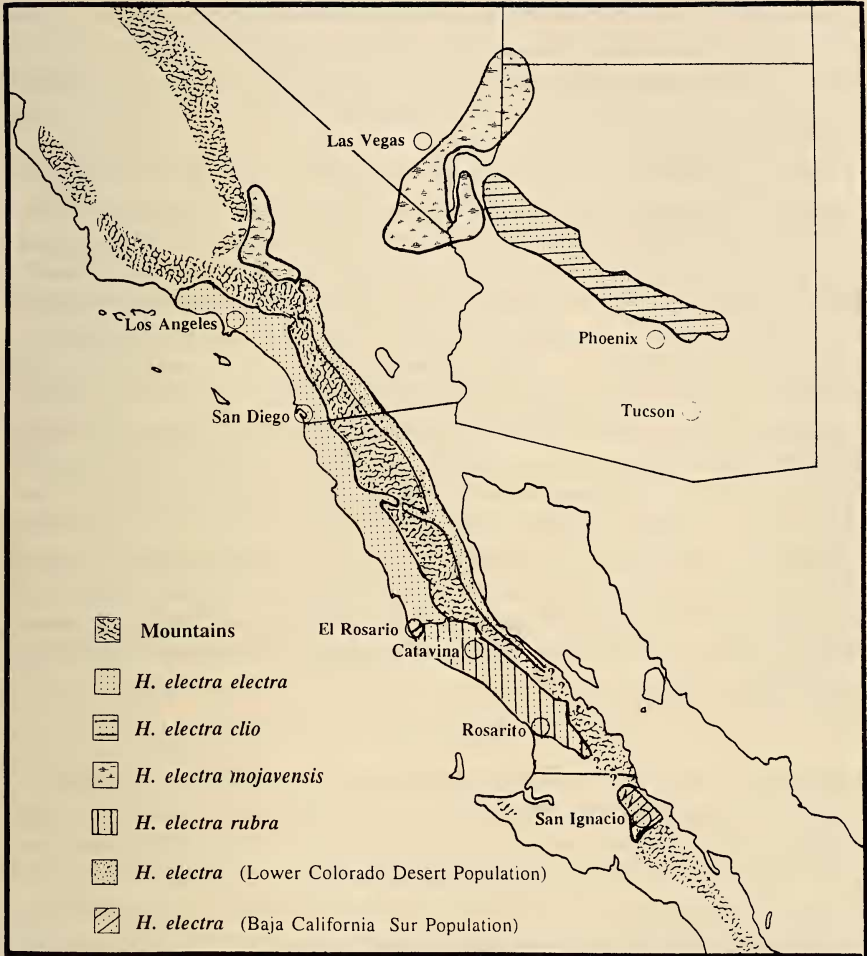 Las Vegas
Los Angeles
Phoenix
San Diego
Tucson
Mountains
El Rosario
H. electra electra
Catavina
?
H. electra clio
Rosarito
H. electra mojavensis
? ?
?
H. electra rubra
San Ignacio
H. electra (Lower Colorado Desert Population)
H. electra (Baja California Sur Population)